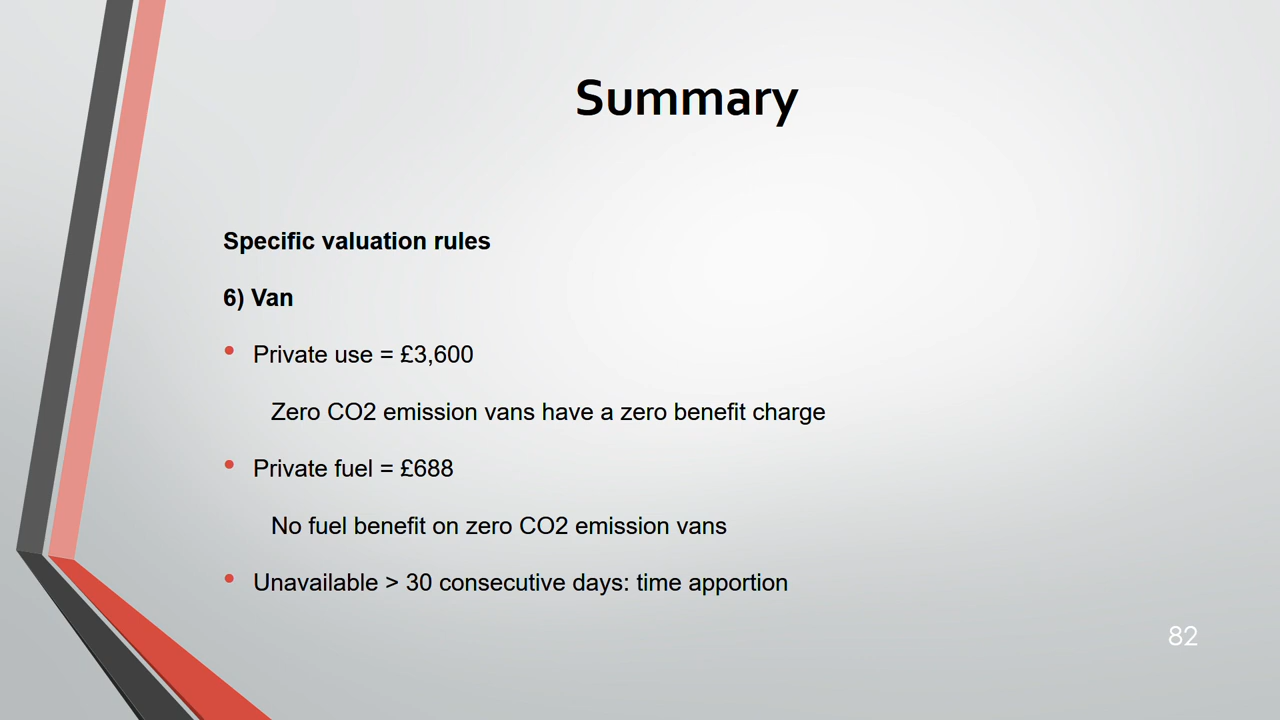 Summary
Specific valuation rules
6) Van
• Private use = £3,600
Zero CO2 emission vans have a zero benefit charge
• Private fuel = £688
No fuel benefit on zero CO2 emission vans
• Unavailable > 30 consecutive days: time apportion
82